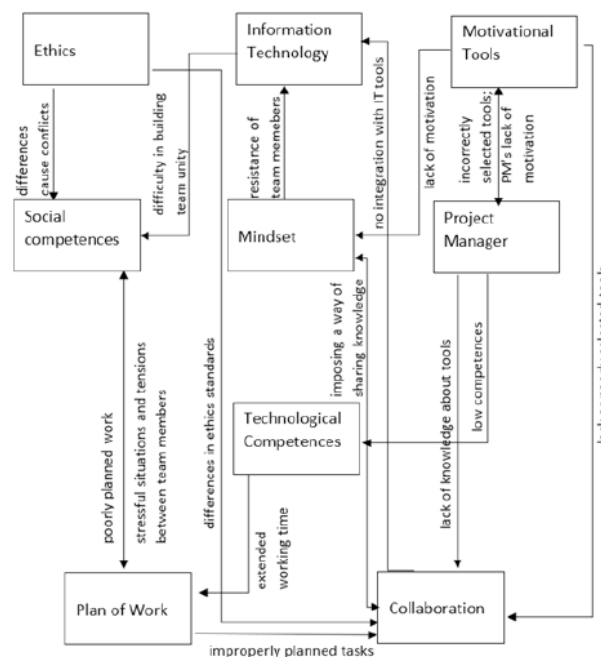 Ethics
Information
Technology
Motivational
Tools
differences
cause conflicts
difficulty in building
team unity
resistance of
team memebers
no integration with IT tools
lack of motivation
incorrectly
selected tools;
PM's lack of
motivation
Social
competences
Mindset
Project
Manager
poorly planned work
stressful situations and tensions
between team members
differences in ethics standards
imposing a way of
sharing knowledge
Technological
Competences
lack of knowledge about tools
low competences
extended
working time
Plan of Work
Collaboration
improperly planned tasks